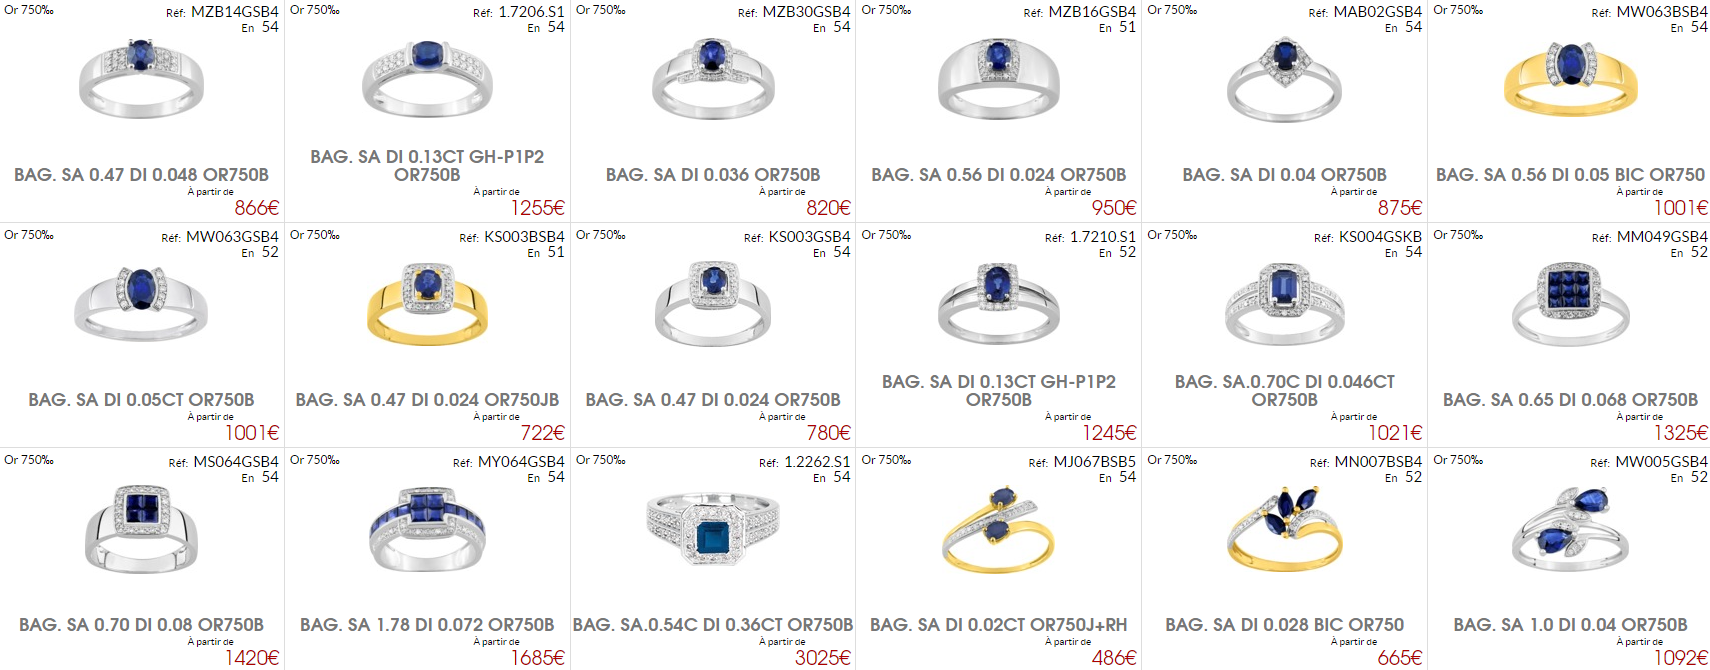 Or 750‰ Réf: MZB14GSB4
En 54
BAG. SA 0.47 DI 0.048 OR750B
À partir de
866€
Or 750‰ Réf: 1.7206.S1
En 54
BAG. SA DI 0.13CT GH-P1P2
OR750B
À partir de
1255€
Or 750‰ Réf: MZB30GSB4
En 54
BAG. SA DI 0.036 OR750B
À partir de
820€
Or 750‰ Réf: MZB16GSB4
En 51
BAG. SA 0.56 DI 0.024 OR750B
À partir de
950€
Or 750‰ Réf: MAB02GSB4
En 54
BAG. SA DI 0.04 OR750B
À partir de
875€
Or 750‰ Réf: MW063BSB4
En 54
BAG. SA 0.56 DI 0.05 BIC OR750
À partir de
1001€
Or 750‰ Réf: MW063GSB4
En 52
BAG. SA DI 0.05CT OR750B
À partir de
1001€
Or 750‰ Réf: KS003BSB4
En 51
BAG. SA 0.47 DI 0.024 OR750JB
À partir de
722€
Or 750‰ Réf: KS003GSB4
En 54
BAG. SA 0.47 DI 0.024 OR750B
À partir de
780€
Or 750‰ Réf: 1.7210.S1
En 52
BAG. SA DI 0.13CT GH-P1P2
OR750B
À partir de
1245€
Or 750‰ Réf: KS004GSKB
En 54
BAG. SA.0.70C DI 0.046CT
OR750B
À partir de
1021€
Or 750‰ Réf: MM049GSB4
En 52
BAG. SA 0.65 DI 0.068 OR750B
À partir de
1325€
Or 750‰ Réf: MS064GSB4
En 54
BAG. SA 0.70 DI 0.08 OR750B
À partir de
1420€
Or 750‰ Réf: MY064GSB4
En 54
BAG. SA 1.78 DI 0.072 OR750B
À partir de
1685€
Or 750‰ Réf: 1.2262.S1
En 54
BAG. SA.0.54C DI 0.36CT OR750B
À partir de
3025€
Or 750‰ Réf: MJ067BSB5
En 54
BAG. SA DI 0.02CT OR750J+RH
À partir de
486€
Or 750‰ Réf: MN007BSB4
En 52
BAG. SA DI 0.028 BIC OR750
À partir de
665€
Or 750‰ Réf: MW005GSB4
En 52
BAG. SA 1.0 DI 0.04 OR750B
À partir de
1092€